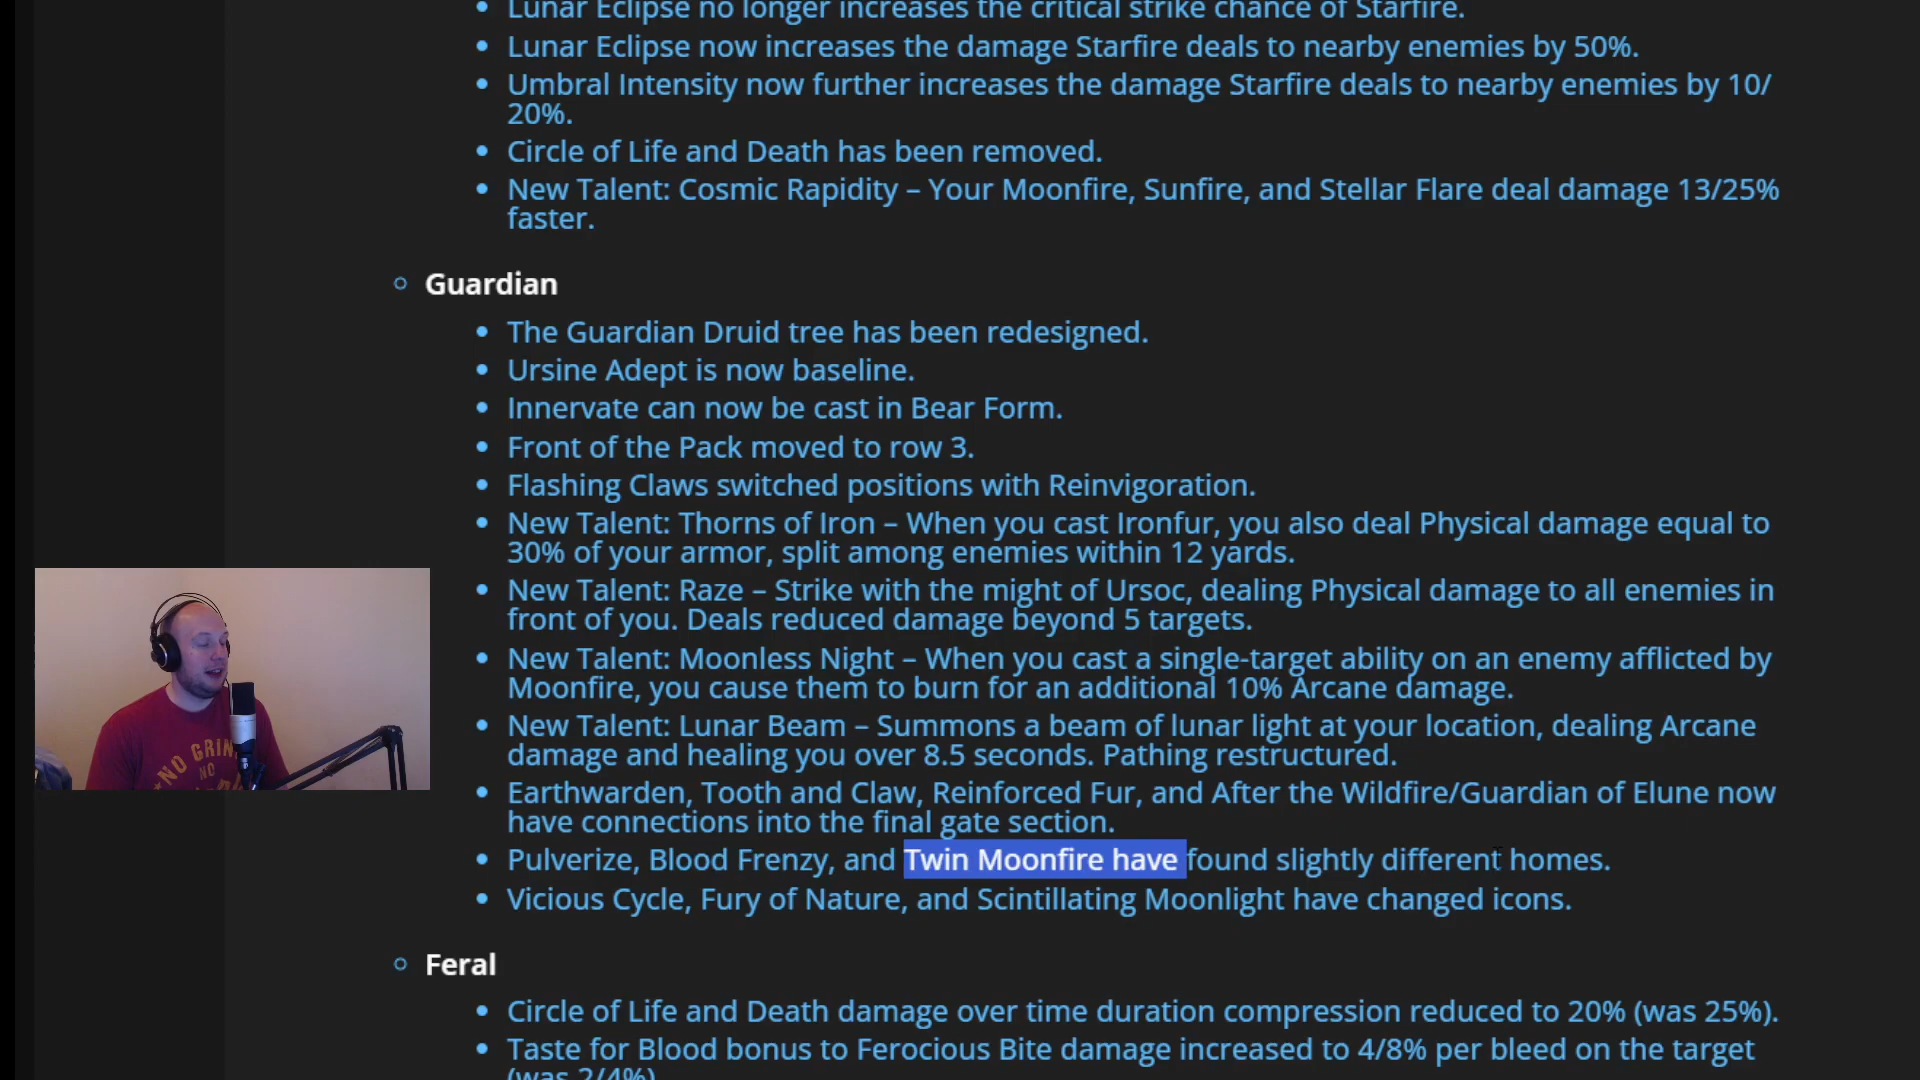 Lunar Eclipse no longer increases the critical strike chance of Starfire.
Lunar Eclipse now increases the damage Starfire deals to nearby enemies by 50%.
Umbral Intensity now further increases the damage Starfire deals to nearby enemies by 10/
20%.
Circle of Life and Death has been removed.
New Talent: Cosmic Rapidity – Your Moonfire, Sunfire, and Stellar Flare deal damage 13/25%
faster.
Guardian
The Guardian Druid tree has been redesigned.
Ursine Adept is now baseline.
Innervate can now be cast in Bear Form.
Front of the Pack moved to row 3.
Flashing Claws switched positions with Reinvigoration.
New Talent: Thorns of Iron – When you cast Ironfur, you also deal Physical damage equal to
30% of your armor, split among enemies within 12 yards.
New Talent: Raze – Strike with the might of Ursoc, dealing Physical damage to all enemies in
front of you. Deals reduced damage beyond 5 targets.
New Talent: Moonless Night – When you cast a single-target ability on an enemy afflicted by
Moonfire, you cause them to burn for an additional 10% Arcane damage.
New Talent: Lunar Beam – Summons a beam of lunar light at your location, dealing Arcane
damage and healing you over 8.5 seconds. Pathing restructured.
Earthwarden, Tooth and Claw, Reinforced Fur, and After the Wildfire/Guardian of Elune now
have connections into the final gate section.
Pulverize, Blood Frenzy, and Twin Moonfire have found slightly different homes.
Vicious Cycle, Fury of Nature, and Scintillating Moonlight have changed icons.
NO GRIN
NO
Feral
Circle of Life and Death damage over time duration compression reduced to 20% (was 25%).
Taste for Blood bonus to Ferocious Bite damage increased to 4/8% per bleed on the target
(was 2/4%)